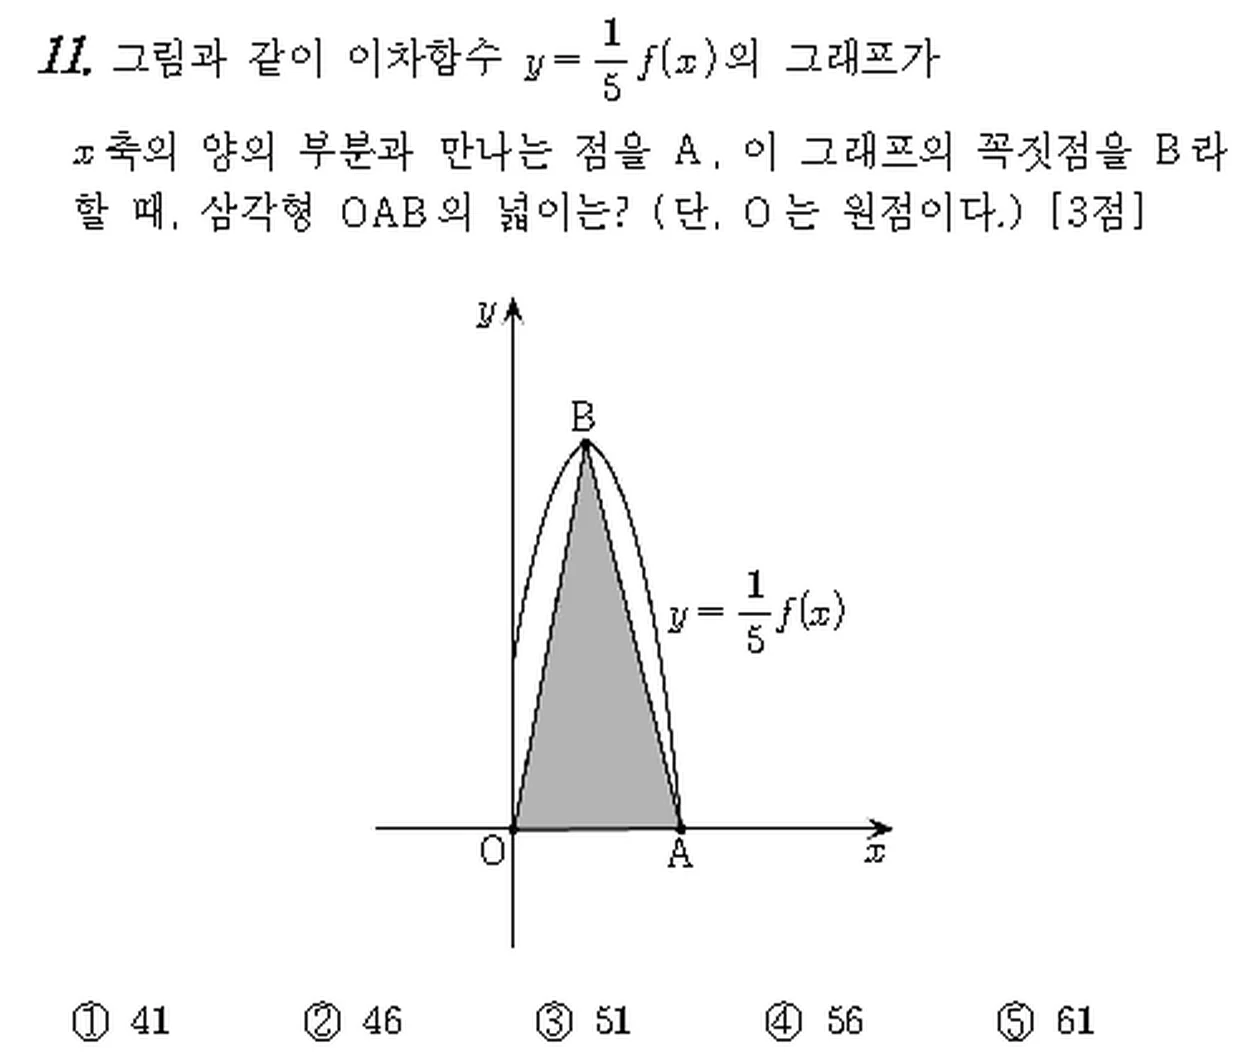 11. 그림과 같이 이차함수 y = 1/5 f(x)의 그래프가
x축의 양의 부분과 만나는 점을 A, 이 그래프의 꼭짓점을 B라
할 때, 삼각형 OAB의 넓이는? (단, O는 원점이다.) [3점]
y
B
y = 1/5 f(x)
O A x
① 41 ② 46 ③ 51 ④ 56 ⑤ 61